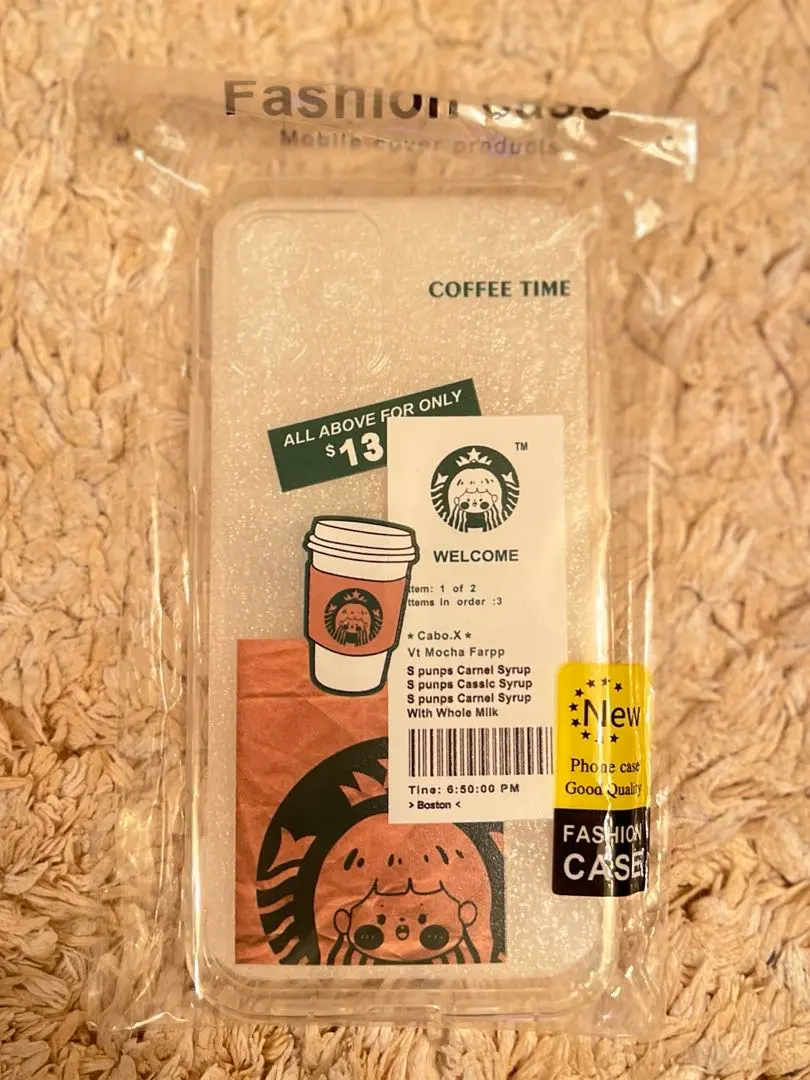 Fashion case
Mobile cover products
COFFEE TIME
ALL ABOVE FOR ONLY
$13
TM
WELCOME
ttem: 1 of 2
ttems in order :3
* Cabo.X *
Vt Mocha Farpp
S punps Carnel Syrup
S punps Cassic Syrup
S punps Carnel Syrup
With Whole Milk
Tine: 6:50:00 PM
> Boston <
New
Phone case
Good Quality
FASHION
CASE